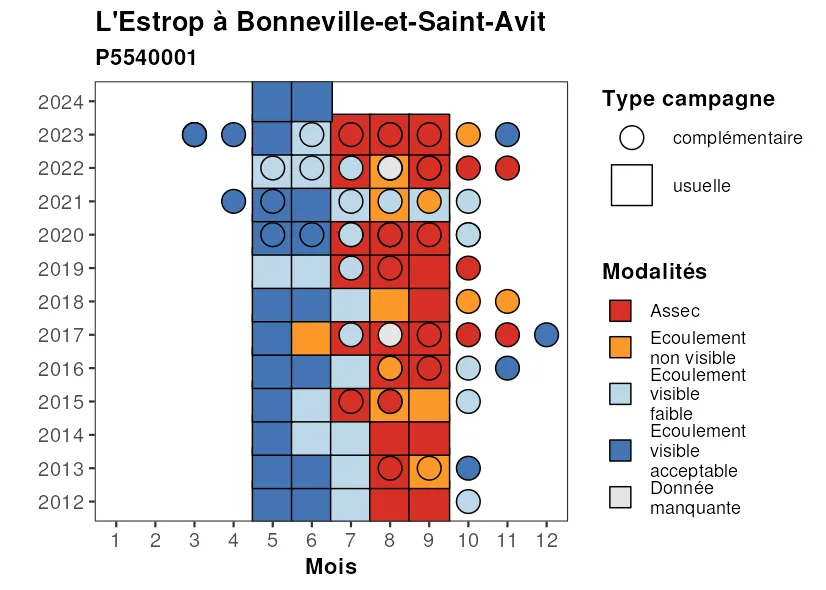 L'Estrop à Bonneville-et-Saint-Avit
P5540001
2024
2023
2022
2021
2020
2019
2018
2017
2016
2015
2014
2013
2012
1 2 3 4 5 6 7 8 9 10 11 12
Mois
Type campagne
complémentaire
usuelle
Modalités
Assec
Ecoulement
non visible
Ecoulement
visible
faible
Ecoulement
visible
acceptable
Donnée
manquante